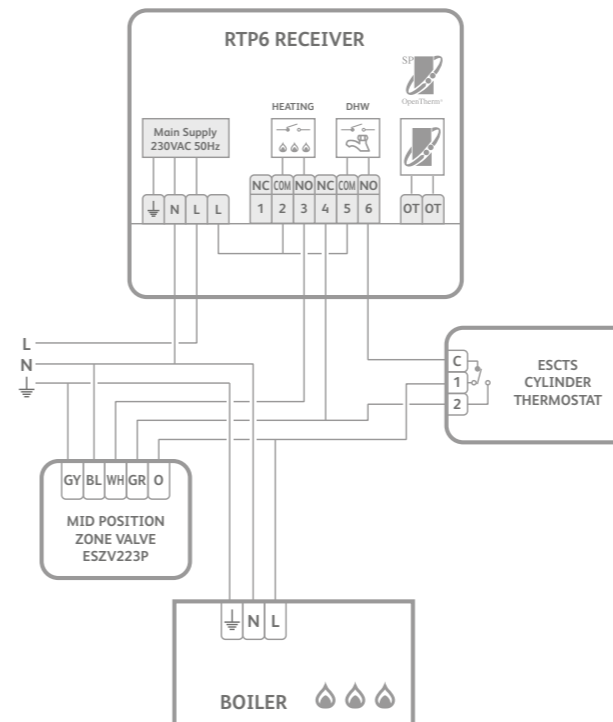 RTP6 RECEIVER
SP
OpenTherm
HEATING DHW
Main Supply
230VAC 50Hz
NC COM NO NC COM NO
N L L 1 2 3 4 5 6 OT OT
L
N
C
1
2
ESCTS
CYLINDER
THERMOSTAT
GY BL WH GR O
MID POSITION
ZONE VALVE
ESZV223P
N L
BOILER